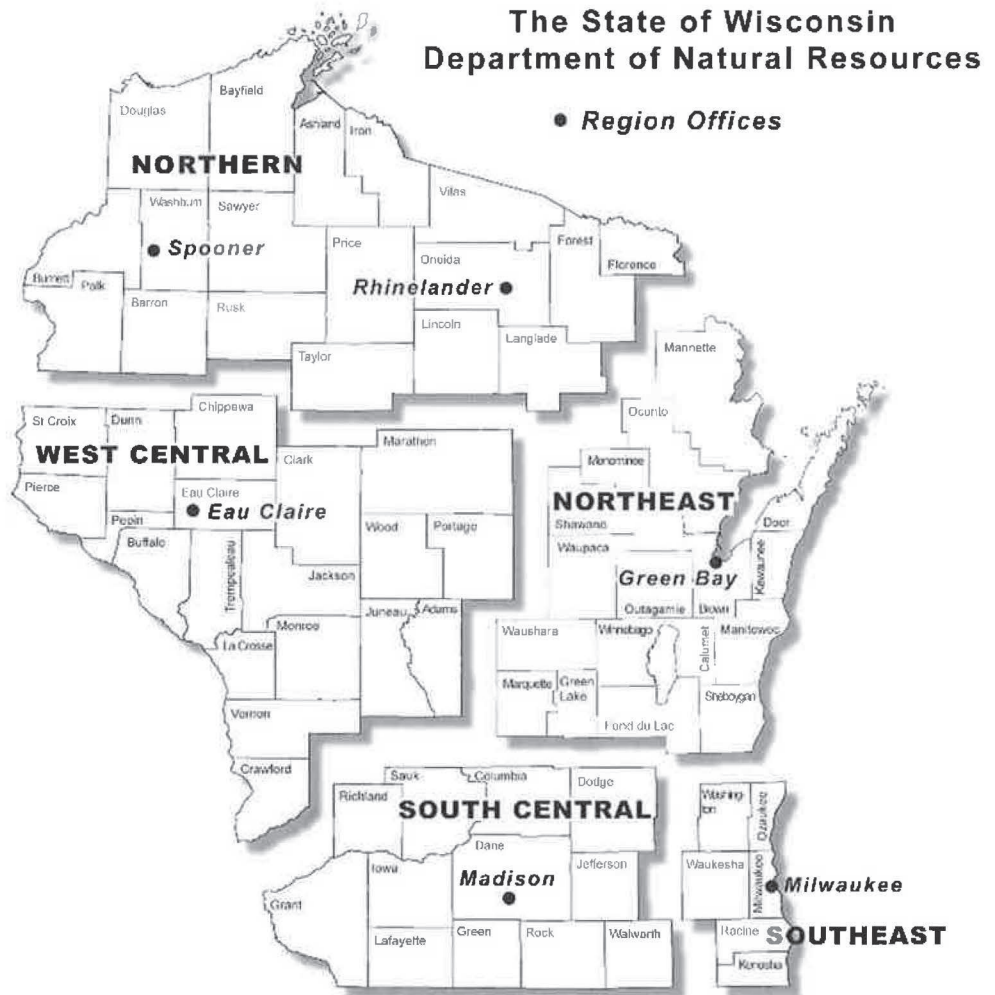 The State of Wisconsin
Department of Natural Resources
Region Offices
Douglas
Bayfield
Ashland
Iron
NORTHERN
Vilas
Washburn
Sawyer
Spooner
Price
Oneida
Forest
Florence
Rhinelander
Burnett
Polk
Barron
Rusk
Lincoln
Langlade
Taylor
Marinette
Oconto
Chippewa
St Croix
Dunn
WEST CENTRAL
Clark
Marathon
Menominee
Pierce
Eau Claire
Eau Claire
NORTHEAST
Pepin
Buffalo
Wood
Portage
Shawano
Door
Waupaca
Trempealeau
Jackson
Green Bay
Kewaunee
Juneau
Adams
Outagamie
Brown
Monroe
La Crosse
Waushara
Winnebago
Calumet
Manitowoc
Marquette
Green
Lake
Sheboygan
Vernon
Fond du Lac
Crawford
Sauk
Columbia
Dodge
Richland
SOUTH CENTRAL
Washing-
ton
Ozaukee
Dane
Iowa
Madison
Jefferson
Waukesha
Milwaukee
Milwaukee
Grant
Lafayette
Green
Rock
Walworth
Racine
SOUTHEAST
Kenosha